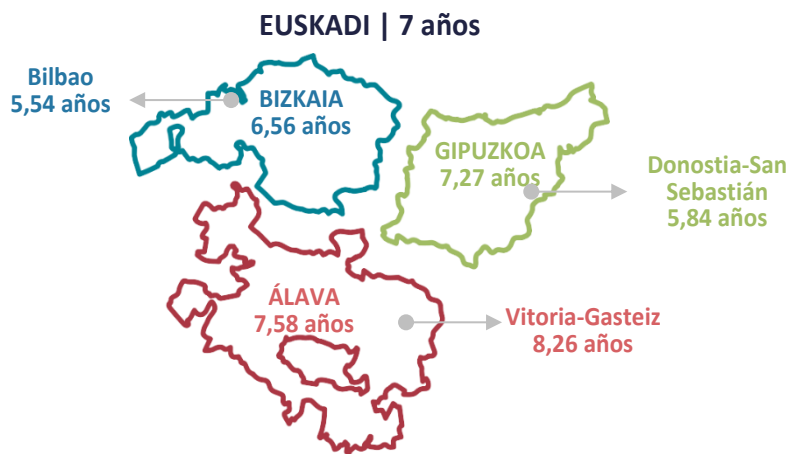 EUSKADI | 7 años
Bilbao
5,54 años
BIZKAIA
6,56 años
GIPUZKOA
7,27 años
Donostia-San
Sebastián
5,84 años
ÁLAVA
7,58 años
Vitoria-Gasteiz
8,26 años